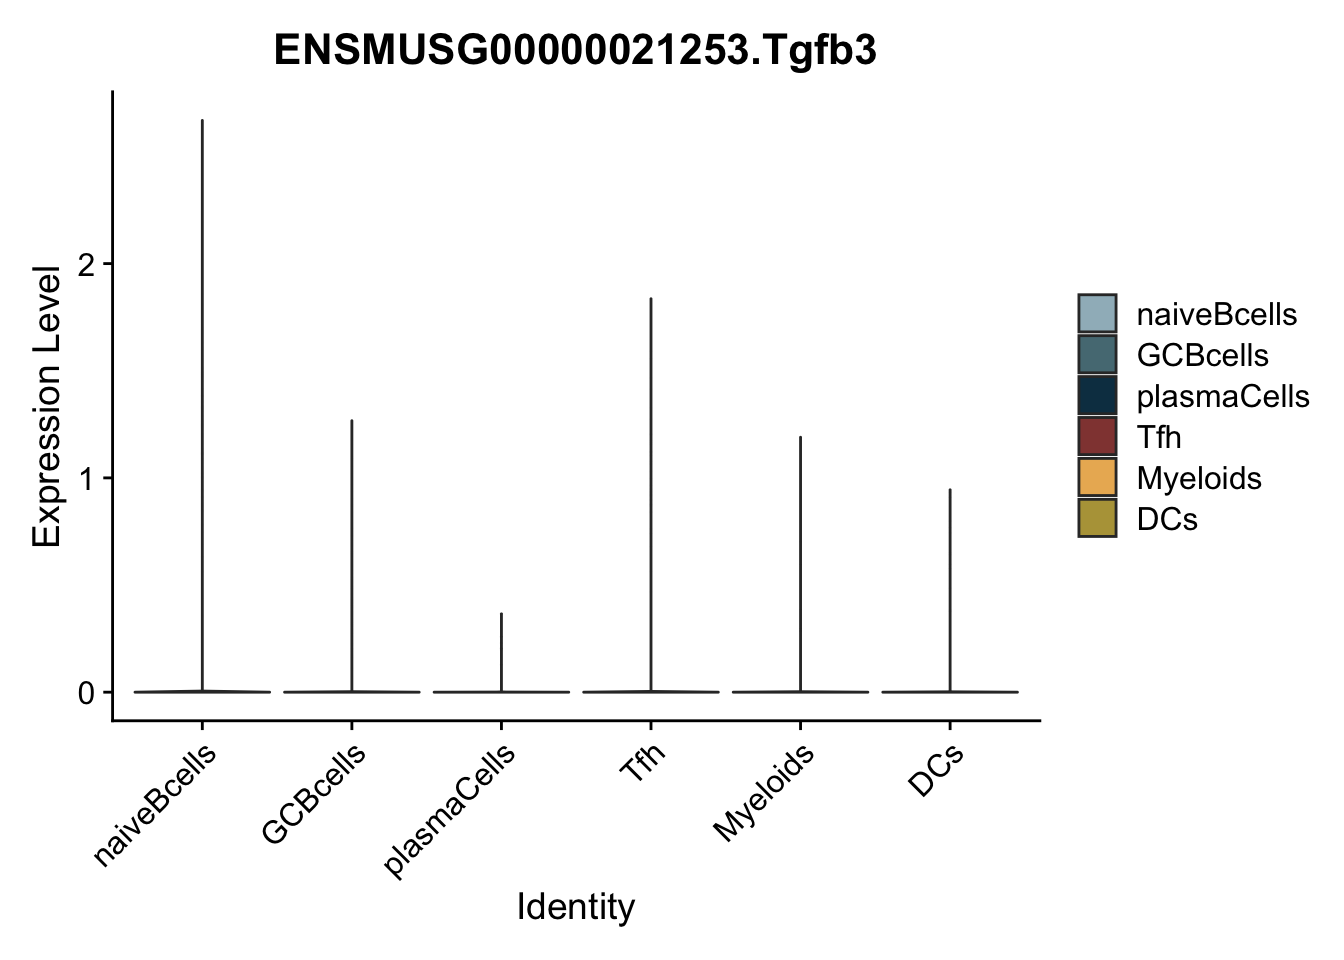 ENSMUSG00000021253.Tgfb3
Expression Level
2
1
0
naiveBcells
GCBcells
plasmaCells
Tfh
Myeloids
DCs
Identity
naiveBcells
GCBcells
plasmaCells
Tfh
Myeloids
DCs